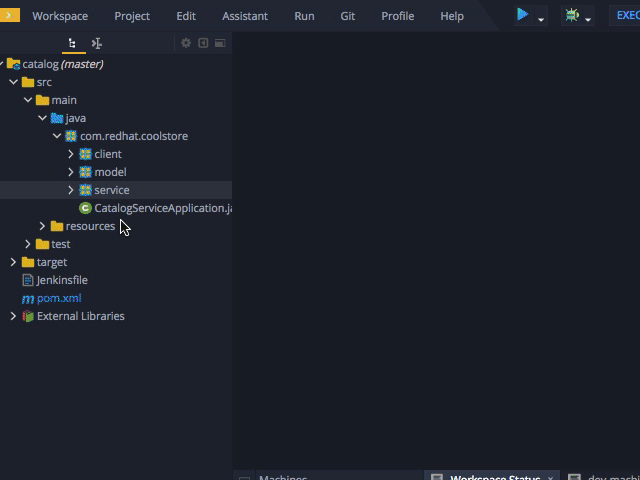 Workspace Project Edit Assistant Run Git Profile Help EXEC
catalog (master)
src
main
java
com.redhat.coolstore
client
model
service
CatalogServiceApplication.ja
resources
test
target
Jenkinsfile
pom.xml
External Libraries
Machines Workspace Status × dev-machi